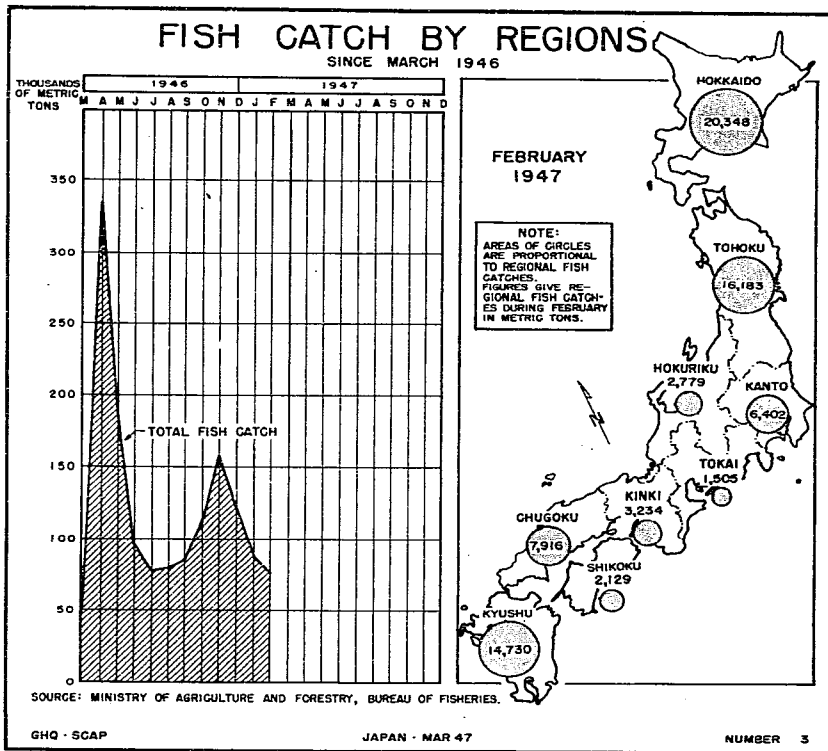 FISH CATCH BY REGIONS
SINCE MARCH 1946
THOUSANDS
OF METRIC
TONS
1946 1947
M A M J J A S O N D J F M A M J J A S O N D
350
300
250
200
150
100
50
0
TOTAL FISH CATCH
FEBRUARY
1947
NOTE:
AREAS OF CIRCLES
ARE PROPORTIONAL
TO REGIONAL FISH
CATCHES.
FIGURES GIVE RE-
GIONAL FISH CATCH-
ES DURING FEBRUARY
IN METRIC TONS.
HOKKAIDO
20,348
TOHOKU
16,183
HOKURIKU
2,779
KANTO
6,402
TOKAI
1,505
KINKI
3,234
CHUGOKU
7,916
SHIKOKU
2,129
KYUSHU
14,730
N
SOURCE: MINISTRY OF AGRICULTURE AND FORESTRY, BUREAU OF FISHERIES.
GHQ - SCAP JAPAN - MAR 47 NUMBER 3